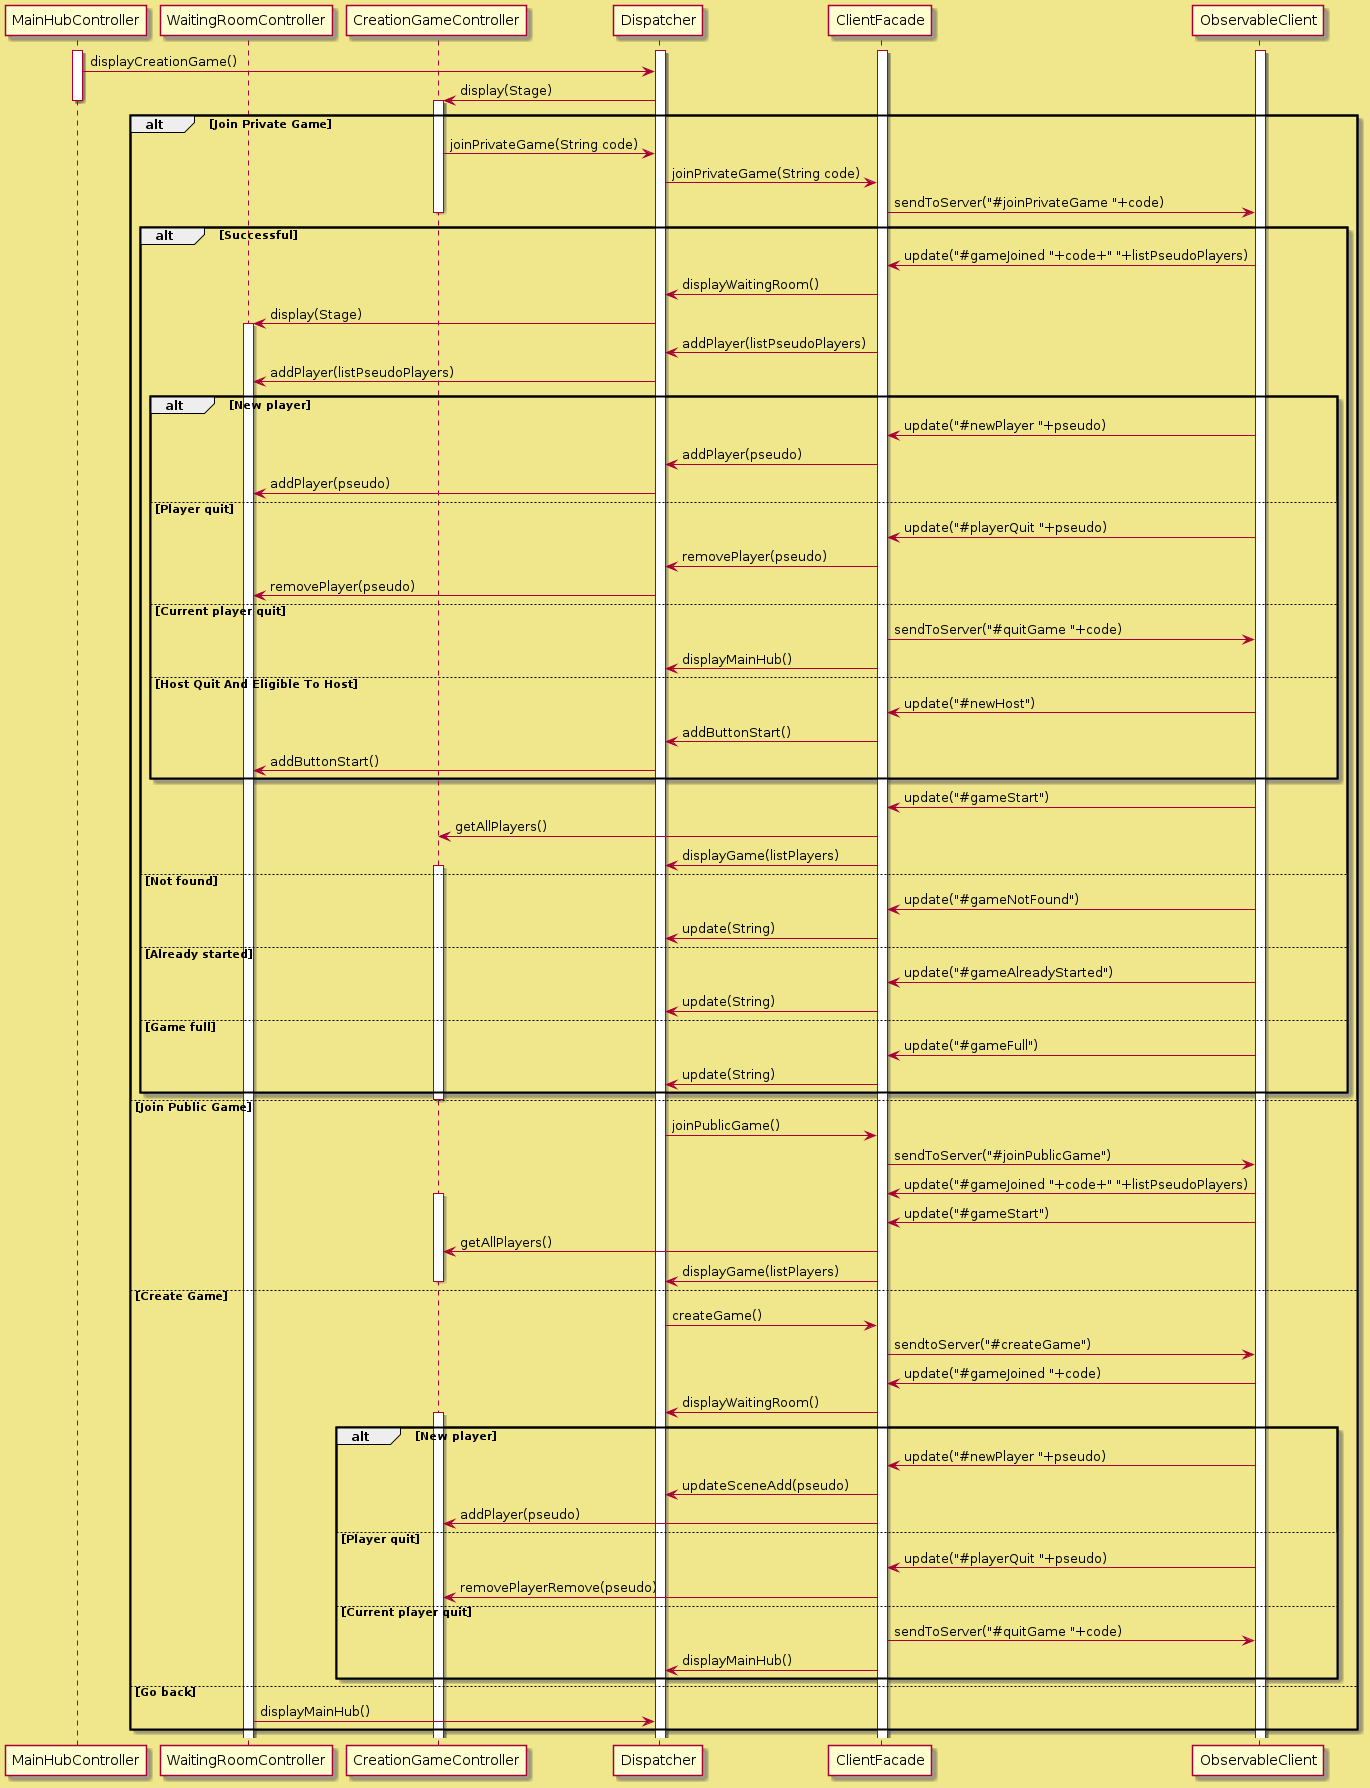 MainHubController WaitingRoomController CreationGameController Dispatcher ClientFacade ObservableClient
displayCreationGame()
display(Stage)
alt [Join Private Game]
joinPrivateGame(String code)
joinPrivateGame(String code)
sendToServer("#joinPrivateGame "+code)
alt [Successful]
update("#gameJoined "+code+" "+listPseudoPlayers)
displayWaitingRoom()
display(Stage)
addPlayer(listPseudoPlayers)
addPlayer(listPseudoPlayers)
alt [New player]
update("#newPlayer "+pseudo)
addPlayer(pseudo)
addPlayer(pseudo)
[Player quit]
update("#playerQuit "+pseudo)
removePlayer(pseudo)
removePlayer(pseudo)
[Current player quit]
sendToServer("#quitGame "+code)
displayMainHub()
[Host Quit And Eligible To Host]
update("#newHost")
addButtonStart()
addButtonStart()
update("#gameStart")
getAllPlayers()
displayGame(listPlayers)
[Not found]
update("#gameNotFound")
update(String)
[Already started]
update("#gameAlreadyStarted")
update(String)
[Game full]
update("#gameFull")
update(String)
[Join Public Game]
joinPublicGame()
sendToServer("#joinPublicGame")
update("#gameJoined "+code+" "+listPseudoPlayers)
update("#gameStart")
getAllPlayers()
displayGame(listPlayers)
[Create Game]
createGame()
sendtoServer("#createGame")
update("#gameJoined "+code)
displayWaitingRoom()
alt [New player]
update("#newPlayer "+pseudo)
updateSceneAdd(pseudo)
addPlayer(pseudo)
[Player quit]
update("#playerQuit "+pseudo)
removePlayerRemove(pseudo)
[Current player quit]
sendToServer("#quitGame "+code)
displayMainHub()
[Go back]
displayMainHub()
MainHubController WaitingRoomController CreationGameController Dispatcher ClientFacade ObservableClient